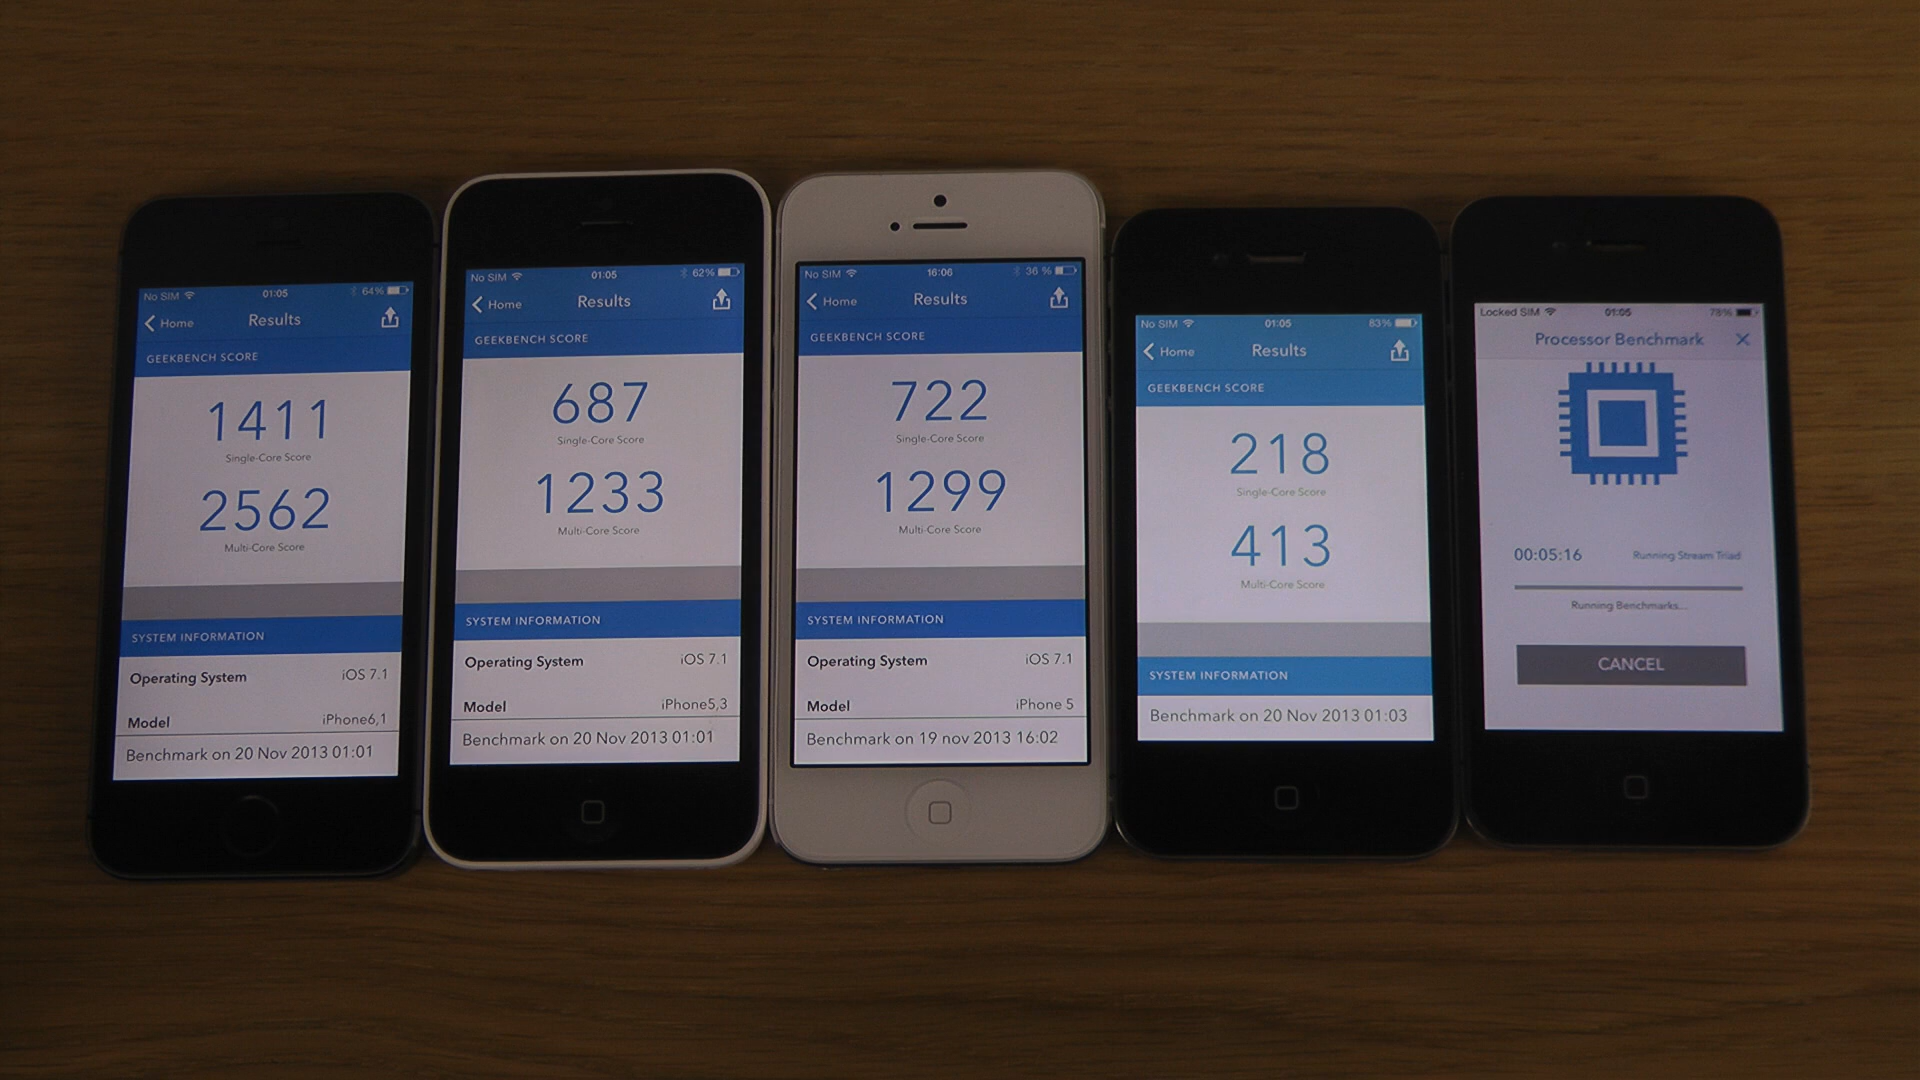 No SIM 01:05 64%
Home Results
GEEKBENCH SCORE
1411
Single-Core Score
2562
Multi-Core Score
SYSTEM INFORMATION
Operating System iOS 7.1
Model iPhone6,1
Benchmark on 20 Nov 2013 01:01
No SIM 01:05 62%
Home Results
GEEKBENCH SCORE
687
Single-Core Score
1233
Multi-Core Score
SYSTEM INFORMATION
Operating System iOS 7.1
Model iPhone5,3
Benchmark on 20 Nov 2013 01:01
No SIM 16:06 36 %
Home Results
GEEKBENCH SCORE
722
Single-Core Score
1299
Multi-Core Score
SYSTEM INFORMATION
Operating System iOS 7.1
Model iPhone 5
Benchmark on 19 nov 2013 16:02
No SIM 01:05 83%
Home Results
GEEKBENCH SCORE
218
Single-Core Score
413
Multi-Core Score
SYSTEM INFORMATION
Benchmark on 20 Nov 2013 01:03
Locked SIM 01:05 78%
Processor Benchmark
00:05:16 Running Stream Triad
Running Benchmarks...
CANCEL